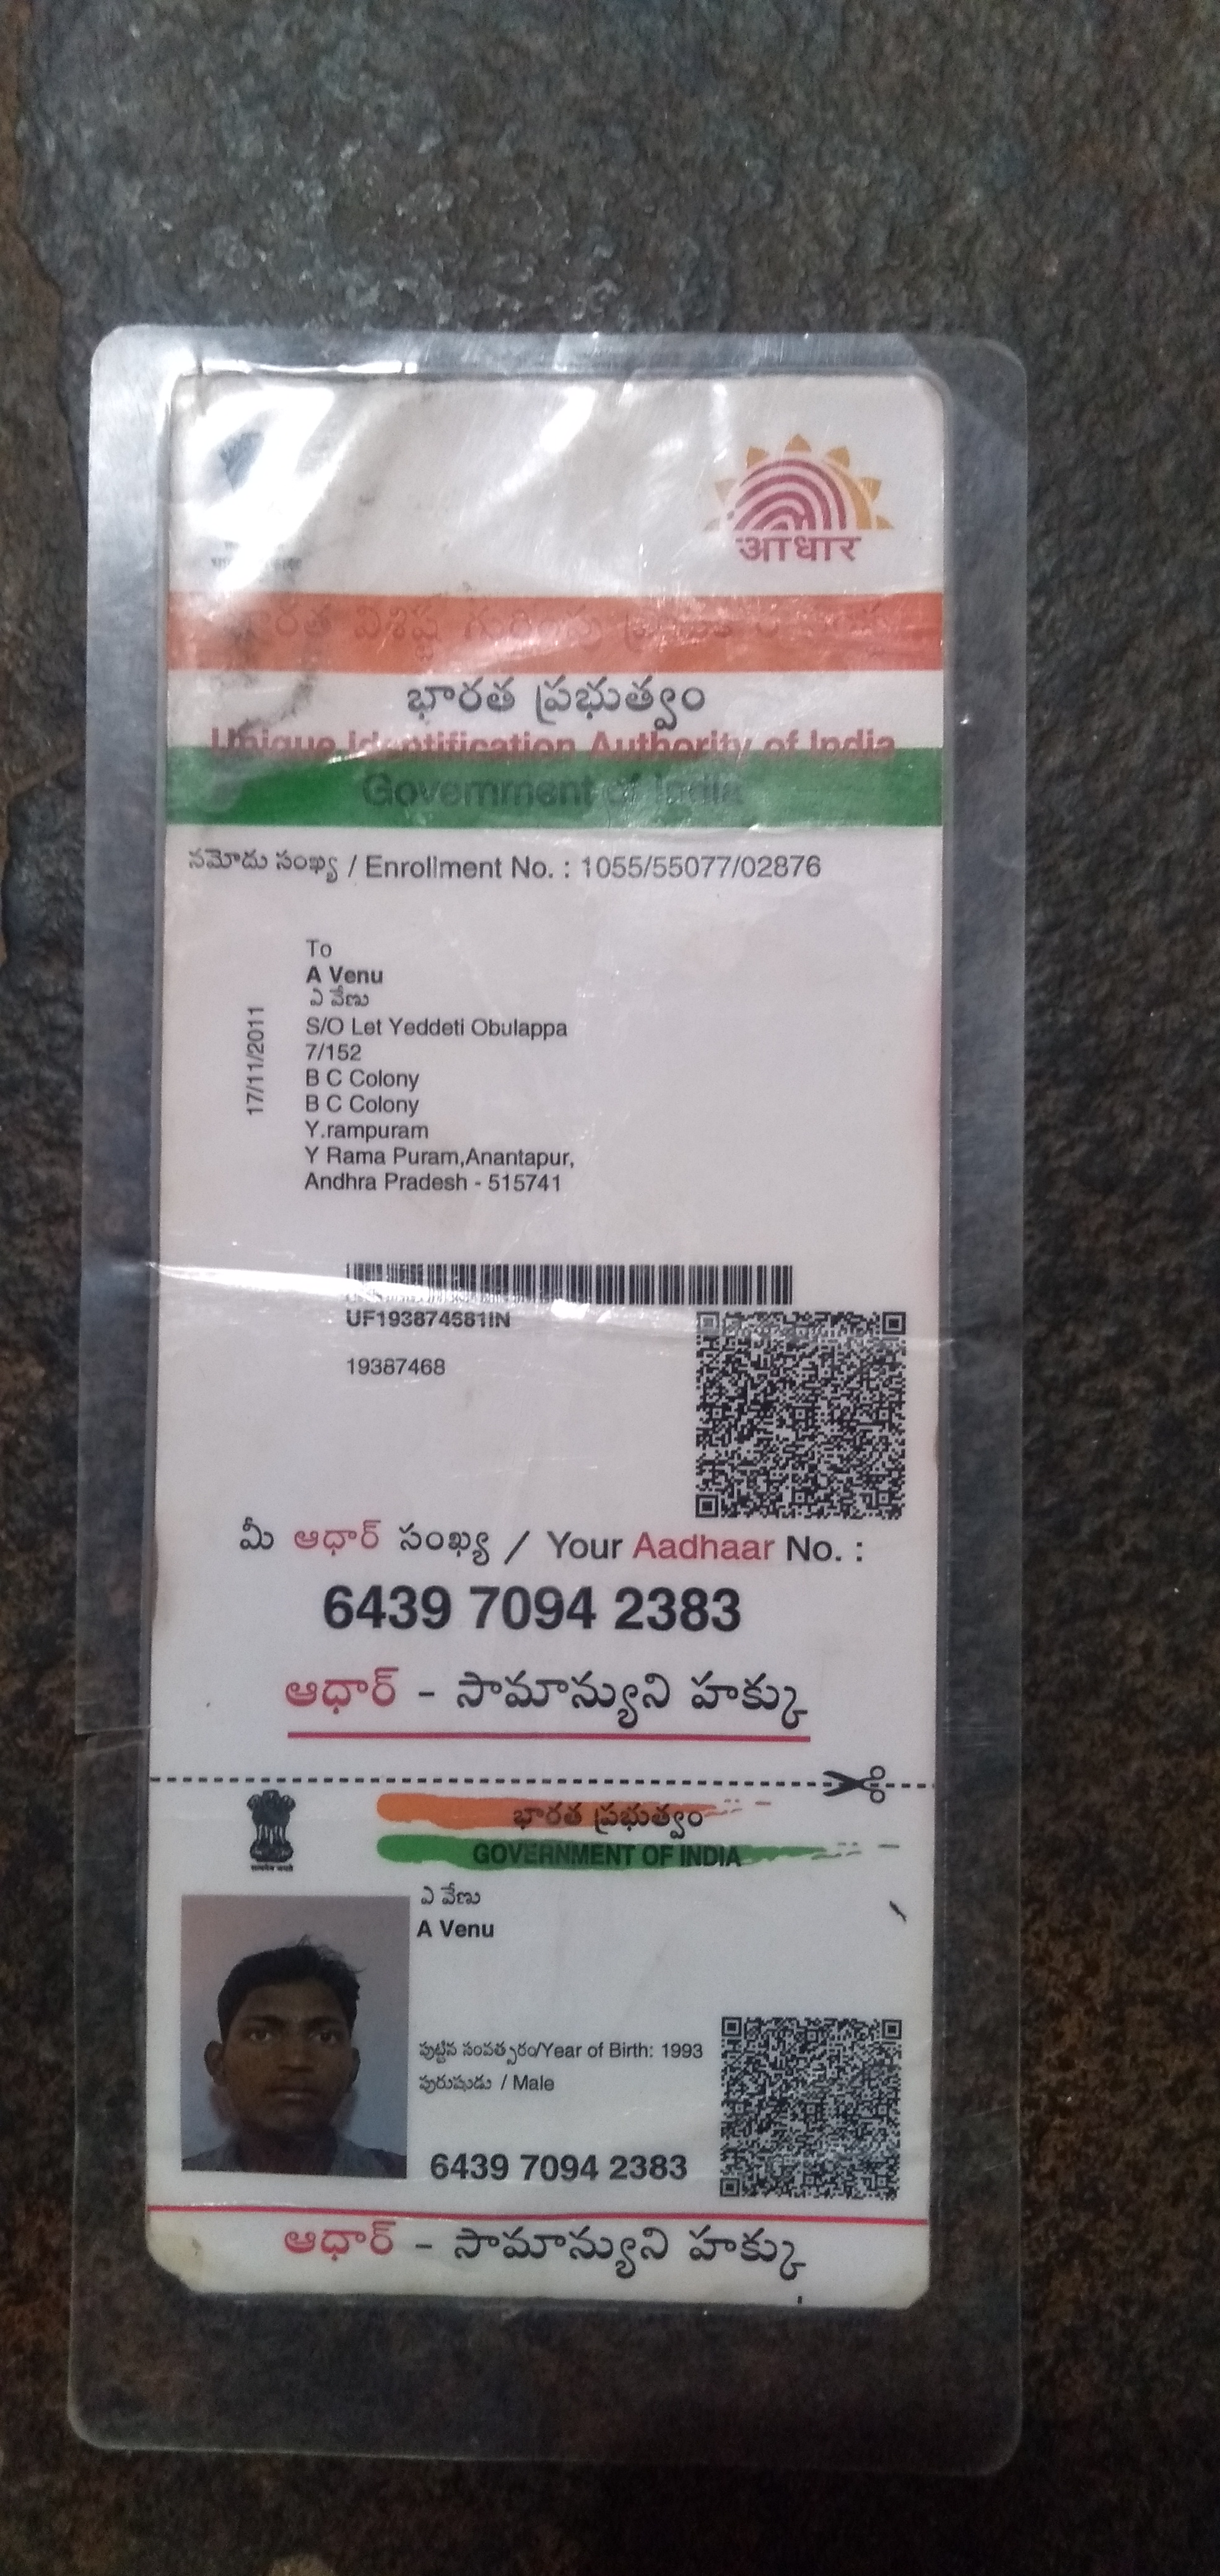 आधार
భారత ప్రభుత్వం
Unique Identification Authority of India
Government of India
నమోదు సంఖ్య / Enrollment No. : 1055/55077/02876
To
A Venu
ఎ వేణు
S/O Let Yeddeti Obulappa
7/152
B C Colony
B C Colony
Y.rampuram
Y Rama Puram,Anantapur,
Andhra Pradesh - 515741
17/11/2011
19387468
మీ ఆధార్ సంఖ్య / Your Aadhaar No. :
6439 7094 2383
ఆధార్ - సామాన్యుని హక్కు
భారత ప్రభుత్వం
GOVERNMENT OF INDIA
ఎ వేణు
A Venu
పుట్టిన సంవత్సరం/Year of Birth: 1993
పురుషుడు / Male
6439 7094 2383
ఆధార్ - సామాన్యుని హక్కు